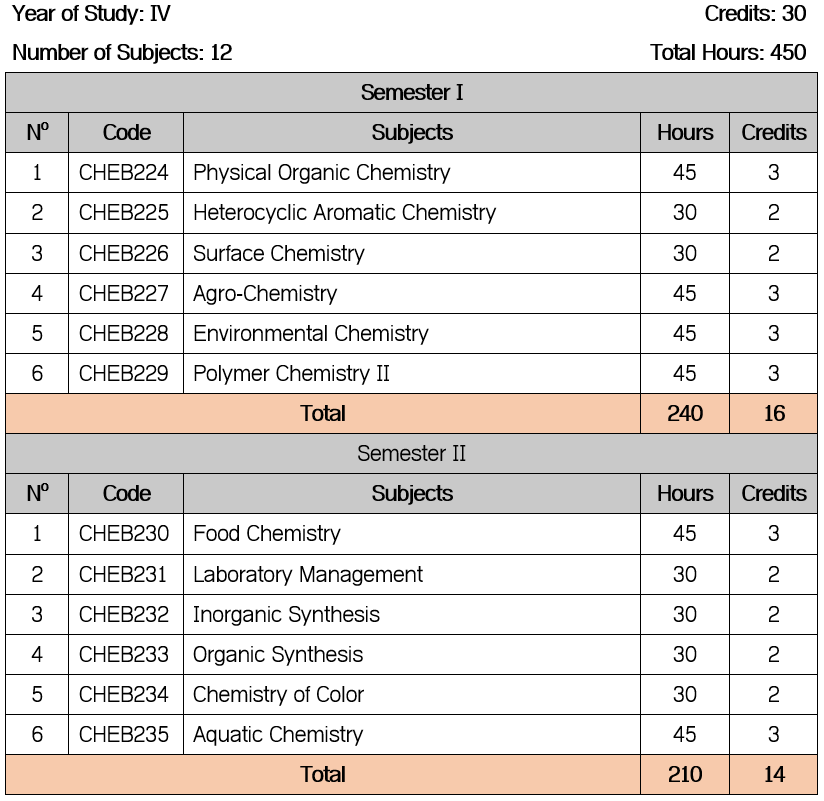 Year of Study: IV Credits: 30
Number of Subjects: 12 Total Hours: 450
Semester I
Nº Code Subjects Hours Credits
1 CHEB224 Physical Organic Chemistry 45 3
2 CHEB225 Heterocyclic Aromatic Chemistry 30 2
3 CHEB226 Surface Chemistry 30 2
4 CHEB227 Agro-Chemistry 45 3
5 CHEB228 Environmental Chemistry 45 3
6 CHEB229 Polymer Chemistry II 45 3
Total 240 16
Semester II
Nº Code Subjects Hours Credits
1 CHEB230 Food Chemistry 45 3
2 CHEB231 Laboratory Management 30 2
3 CHEB232 Inorganic Synthesis 30 2
4 CHEB233 Organic Synthesis 30 2
5 CHEB234 Chemistry of Color 30 2
6 CHEB235 Aquatic Chemistry 45 3
Total 210 14